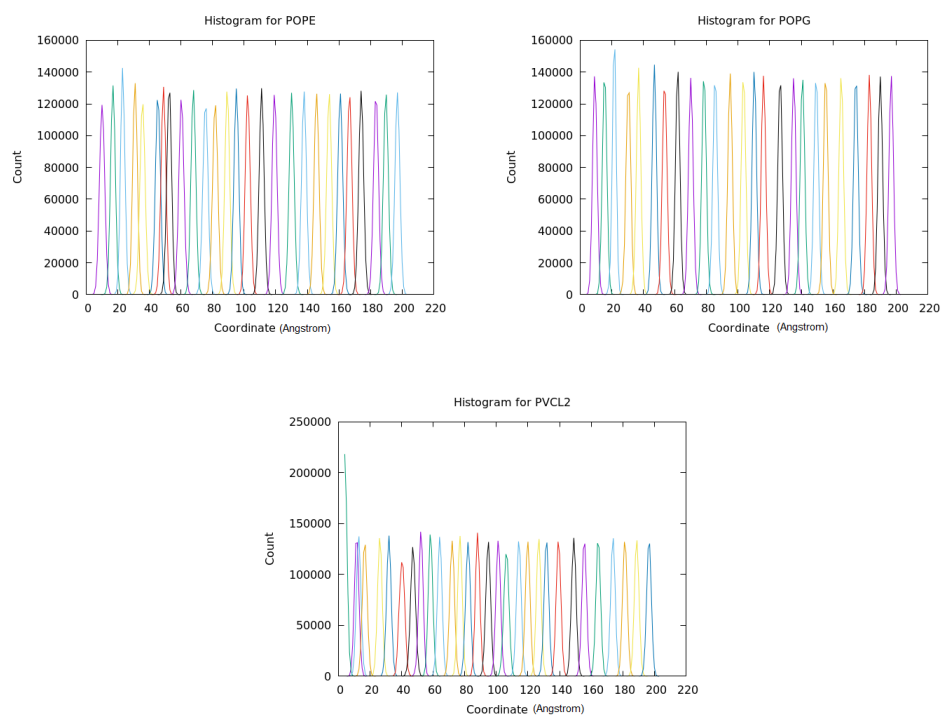 Histogram for POPE
160000
140000
120000
100000
80000
60000
40000
20000
0
Count
0 20 40 60 80 100 120 140 160 180 200 220
Coordinate (Angstrom)
Histogram for POPG
160000
140000
120000
100000
80000
60000
40000
20000
0
Count
0 20 40 60 80 100 120 140 160 180 200 220
Coordinate (Angstrom)
Histogram for PVCL2
250000
200000
150000
100000
50000
0
Count
0 20 40 60 80 100 120 140 160 180 200 220
Coordinate (Angstrom)